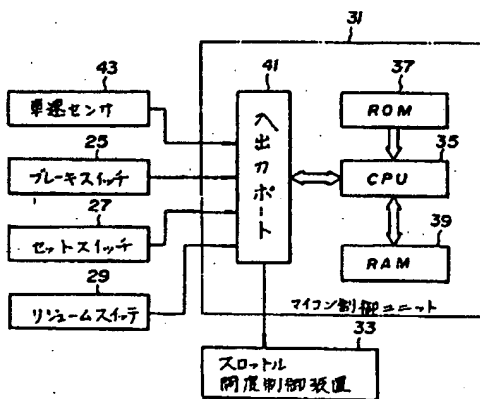 31
43
車速センサ
25
ブレーキスイッチ
27
セットスイッチ
29
リジュームスイッチ
41
入出力ポート
37
ROM
35
CPU
39
RAM
マイコン制御ユニット
33
スロットル
開度制御装置